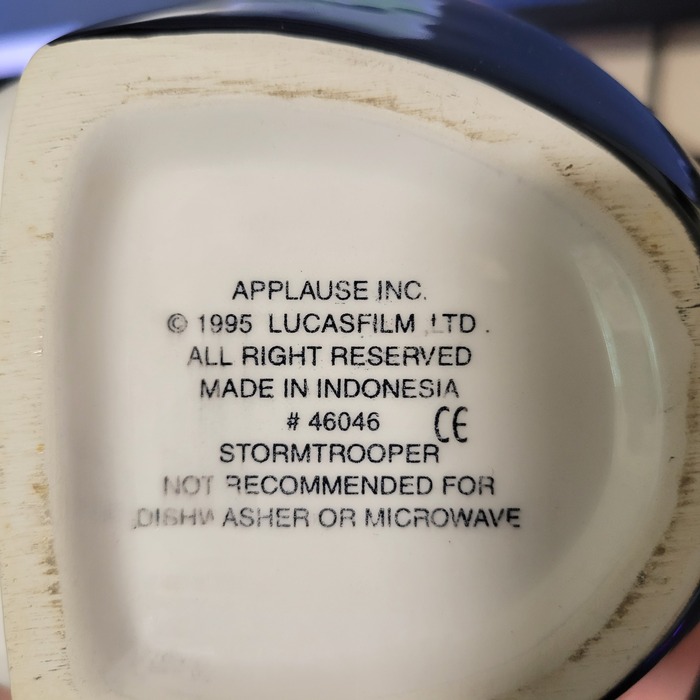 APPLAUSE INC.
© 1995 LUCASFILM LTD.
ALL RIGHT RESERVED
MADE IN INDONESIA
# 46046 CE
STORMTROOPER
NOT RECOMMENDED FOR
DISHWASHER OR MICROWAVE